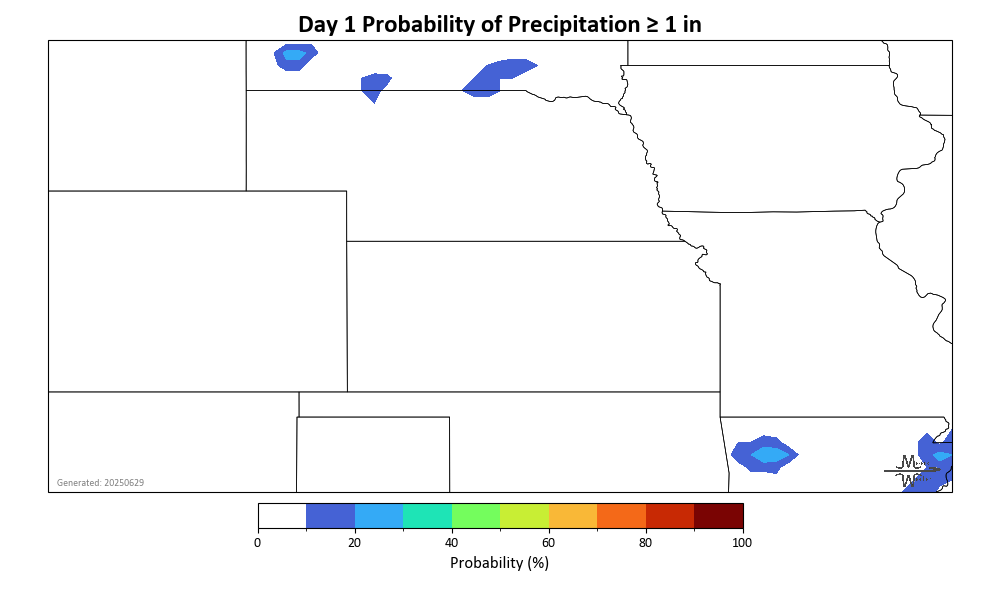 Day 1 Probability of Precipitation ≥ 1 in
Generated: 20250629
0 20 40 60 80 100
Probability (%)